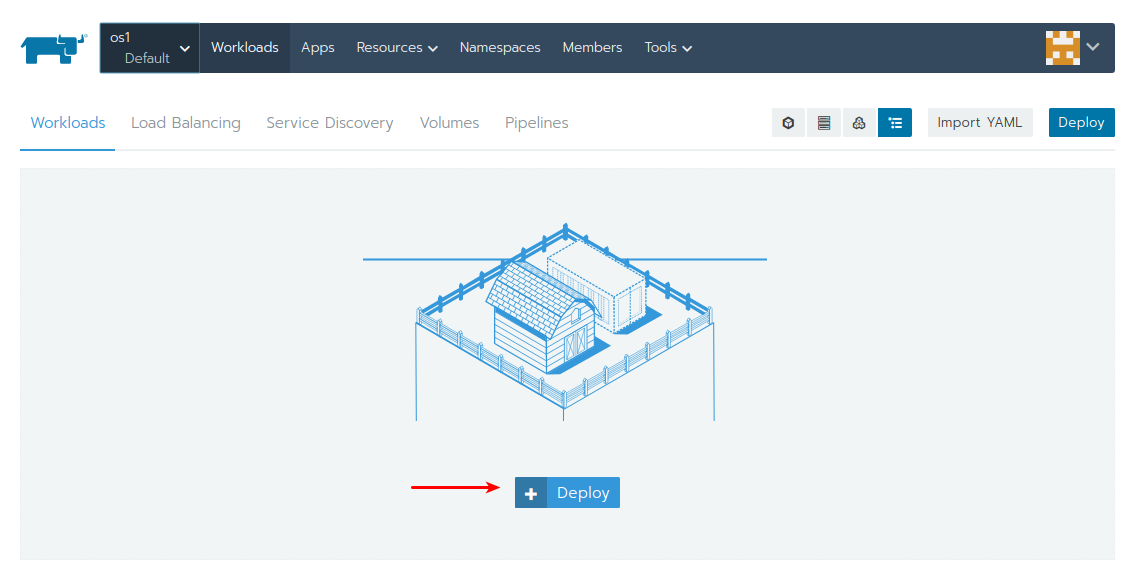 os1
Default
Workloads Apps Resources Namespaces Members Tools
Workloads Load Balancing Service Discovery Volumes Pipelines Import YAML Deploy
Deploy